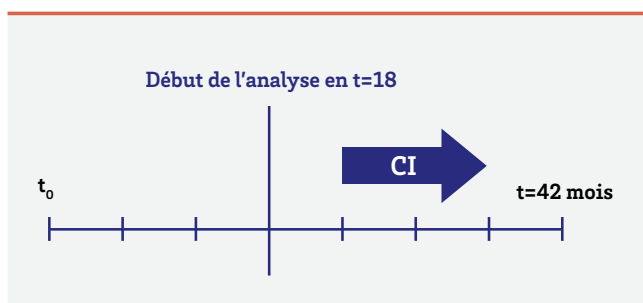 Début de l'analyse en t=18
CI
t₀
t=42 mois